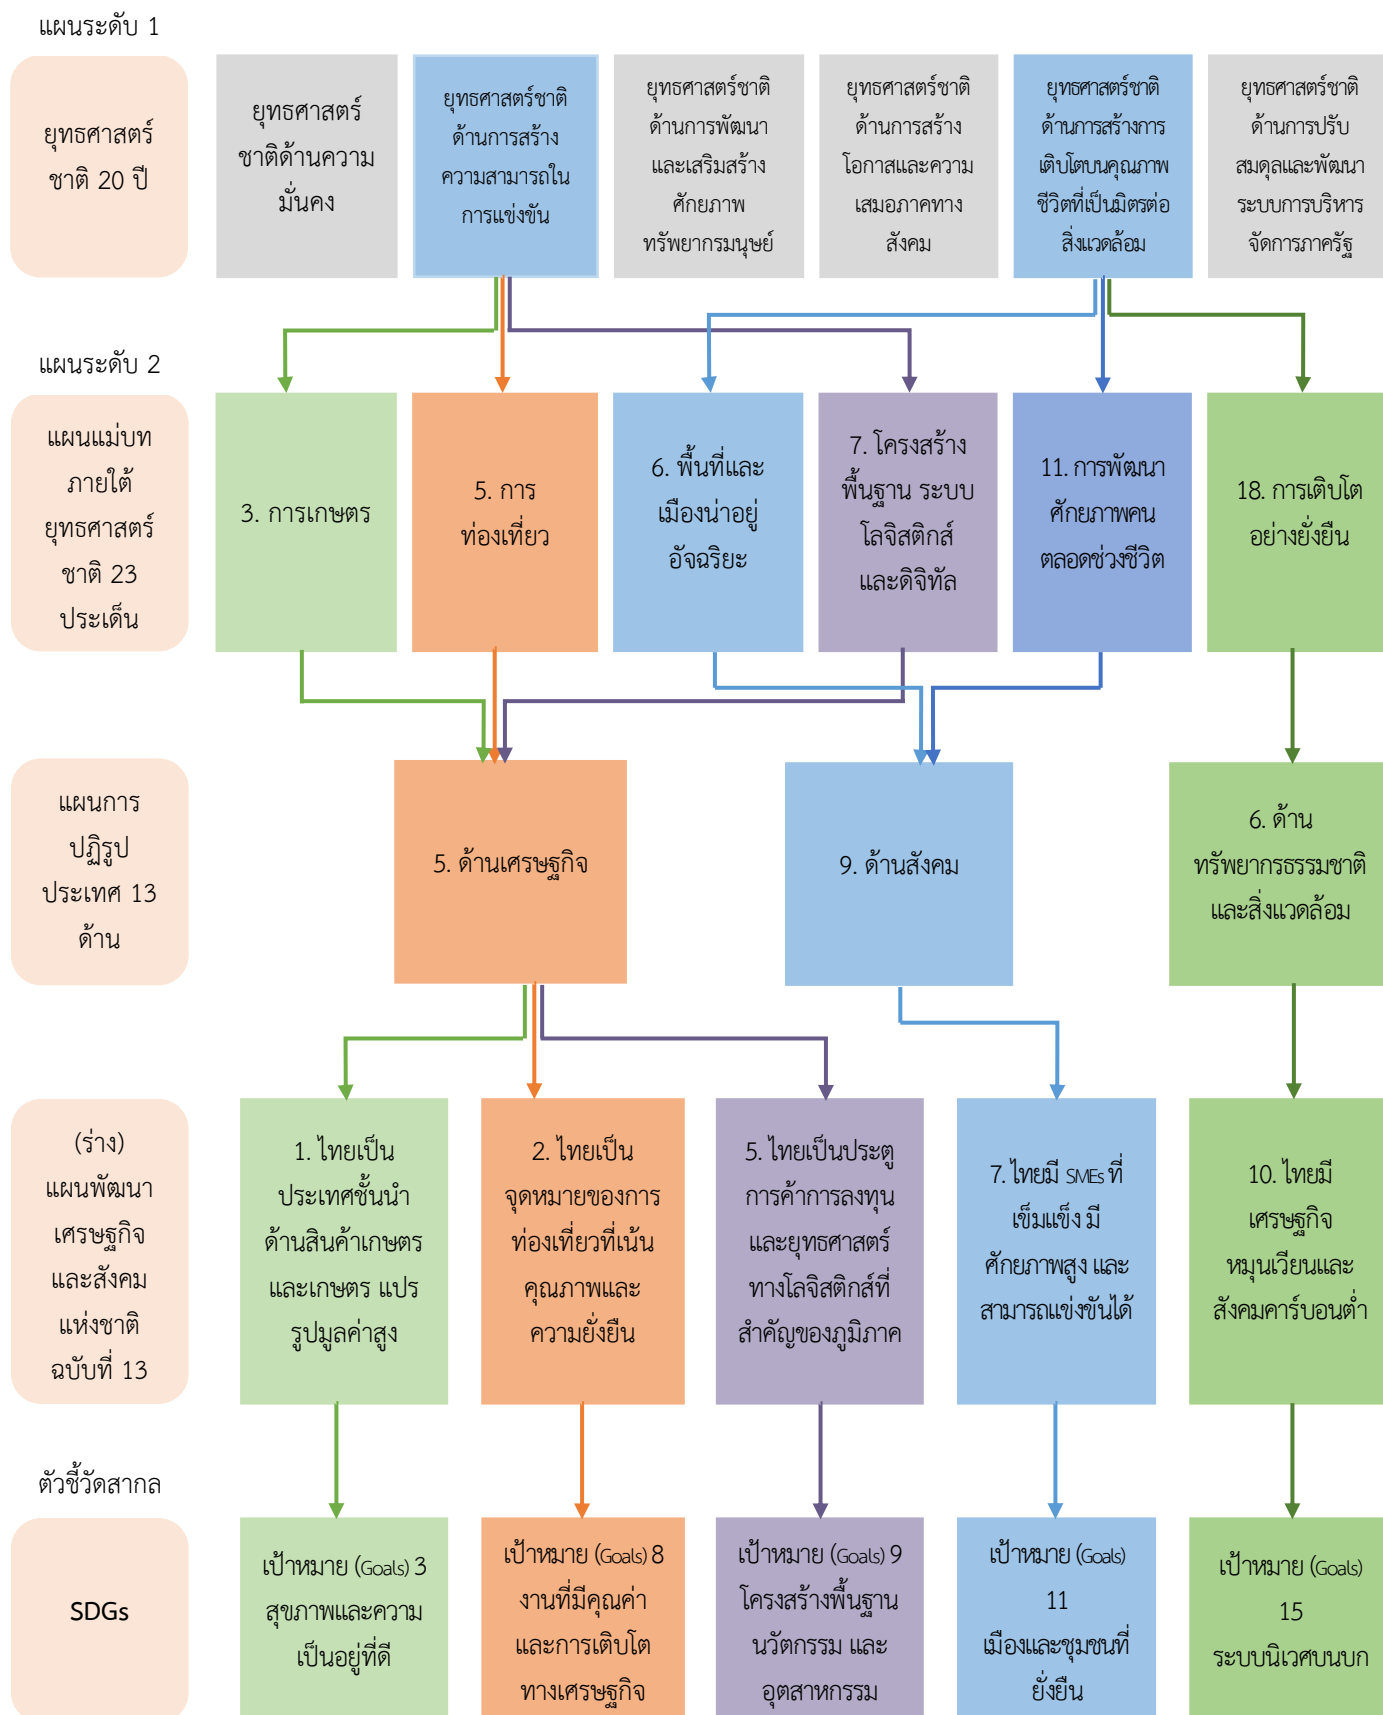 แผนระดับ 1
ยุทธศาสตร์
ชาติ 20 ปี
ยุทธศาสตร์
ชาติด้านความ
มั่นคง
ยุทธศาสตร์ชาติ
ด้านการสร้าง
ความสามารถใน
การแข่งขัน
ยุทธศาสตร์ชาติ
ด้านการพัฒนา
และเสริมสร้าง
ศักยภาพ
ทรัพยากรมนุษย์
ยุทธศาสตร์ชาติ
ด้านการสร้าง
โอกาสและความ
เสมอภาคทาง
สังคม
ยุทธศาสตร์ชาติ
ด้านการสร้างการ
เติบโตบนคุณภาพ
ชีวิตที่เป็นมิตรต่อ
สิ่งแวดล้อม
ยุทธศาสตร์ชาติ
ด้านการปรับ
สมดุลและพัฒนา
ระบบการบริหาร
จัดการภาครัฐ
แผนระดับ 2
แผนแม่บท
ภายใต้
ยุทธศาสตร์
ชาติ 23
ประเด็น
3. การเกษตร
5. การ
ท่องเที่ยว
6. พื้นที่และ
เมืองน่าอยู่
อัจฉริยะ
7. โครงสร้าง
พื้นฐาน ระบบ
โลจิสติกส์
และดิจิทัล
11. การพัฒนา
ศักยภาพคน
ตลอดช่วงชีวิต
18. การเติบโต
อย่างยั่งยืน
แผนการ
ปฏิรูป
ประเทศ 13
ด้าน
5. ด้านเศรษฐกิจ
9. ด้านสังคม
6. ด้าน
ทรัพยากรธรรมชาติ
และสิ่งแวดล้อม
(ร่าง)
แผนพัฒนา
เศรษฐกิจ
และสังคม
แห่งชาติ
ฉบับที่ 13
1. ไทยเป็น
ประเทศชั้นนำ
ด้านสินค้าเกษตร
และเกษตร แปร
รูปมูลค่าสูง
2. ไทยเป็น
จุดหมายของการ
ท่องเที่ยวที่เน้น
คุณภาพและ
ความยั่งยืน
5. ไทยเป็นประตู
การค้าการลงทุน
และยุทธศาสตร์
ทางโลจิสติกส์ที่
สำคัญของภูมิภาค
7. ไทยมี SMEs ที่
เข็มแข็ง มี
ศักยภาพสูง และ
สามารถแข่งขันได้
10. ไทยมี
เศรษฐกิจ
หมุนเวียนและ
สังคมคาร์บอนต่ำ
ตัวชี้วัดสากล
SDGs
เป้าหมาย (Goals) 3
สุขภาพและความ
เป็นอยู่ที่ดี
เป้าหมาย (Goals) 8
งานที่มีคุณค่า
และการเติบโต
ทางเศรษฐกิจ
เป้าหมาย (Goals) 9
โครงสร้างพื้นฐาน
นวัตกรรม และ
อุตสาหกรรม
เป้าหมาย (Goals)
11
เมืองและชุมชนที่
ยั่งยืน
เป้าหมาย (Goals)
15
ระบบนิเวศบนบก